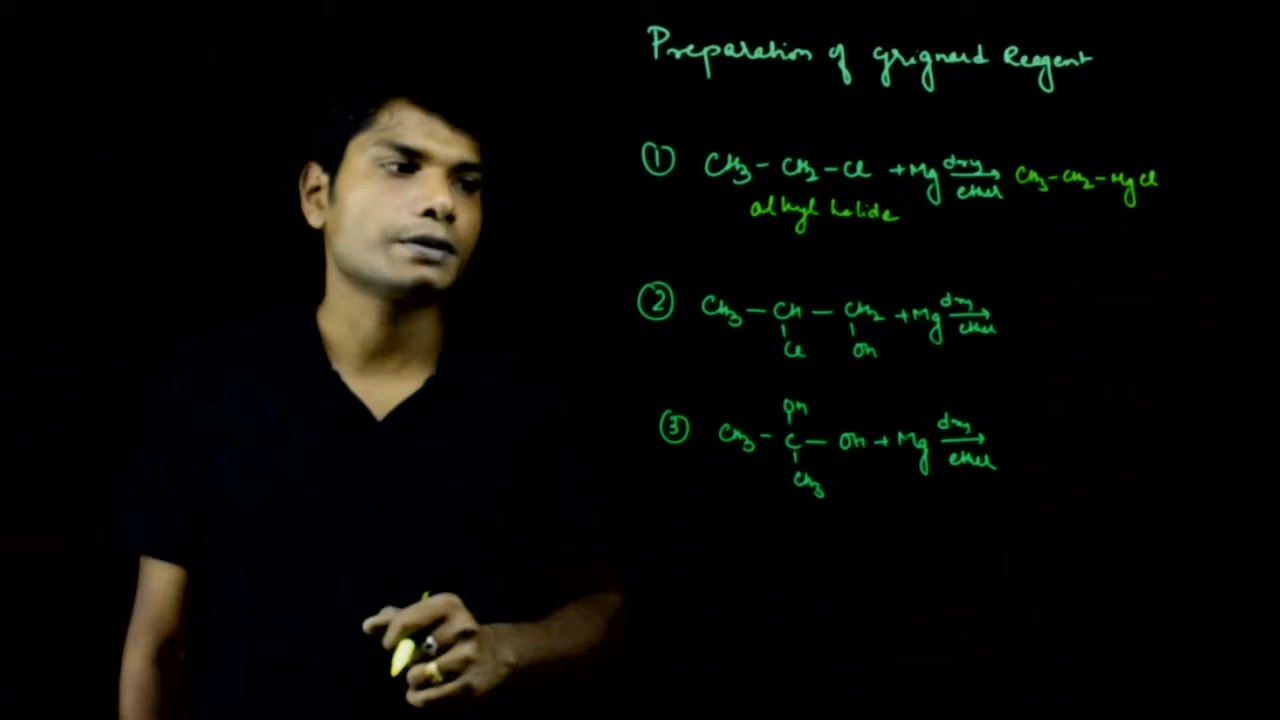 Preparation of Grignard Reagent
① CH3 - CH2 - Cl + Mg dry ether → CH3 - CH2 - MgCl
alkyl halide
② CH3 — CH — CH2 + Mg dry ether →
Cl OH
OH
③ CH3 - C — OH + Mg dry ether →
CH3